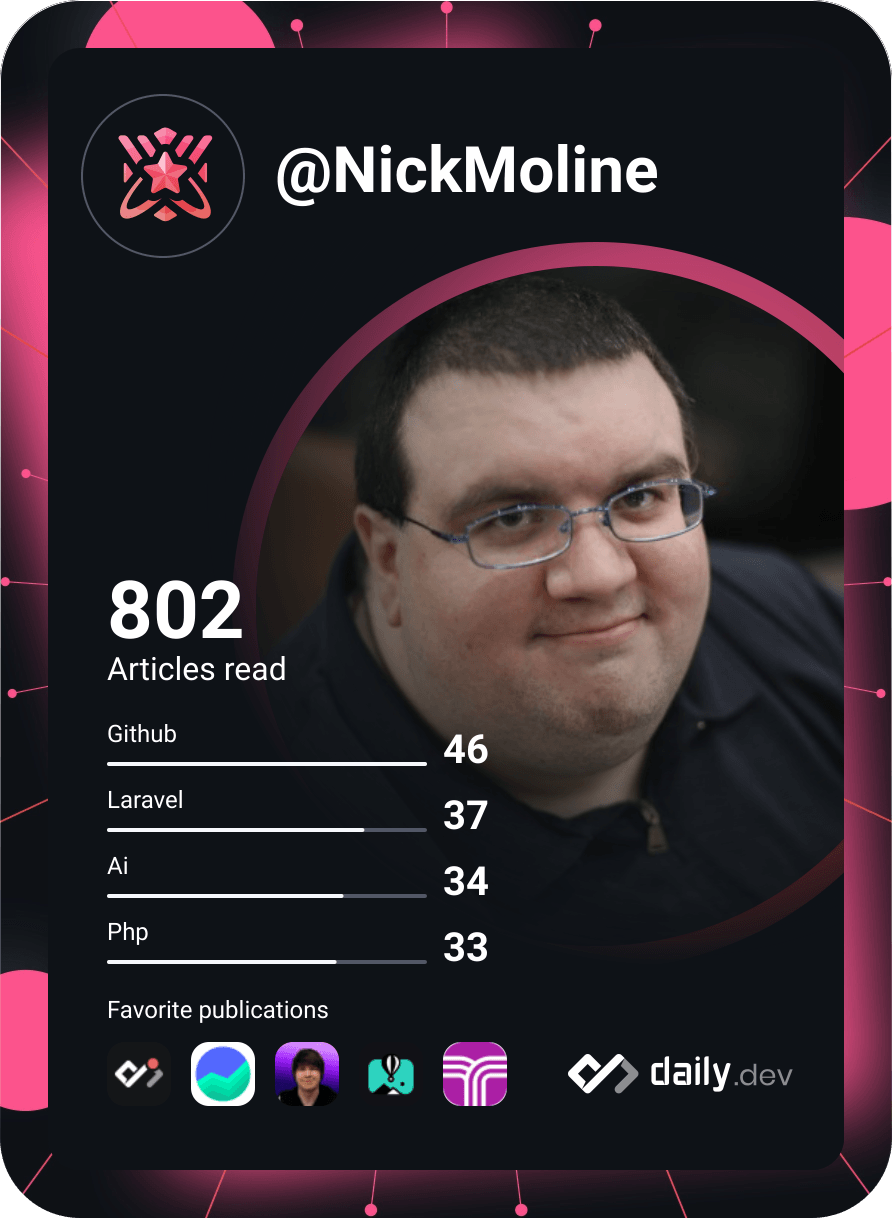 @NickMoline
802
Articles read
Github
46
Laravel
37
Ai
34
Php
33
Favorite publications
daily.dev